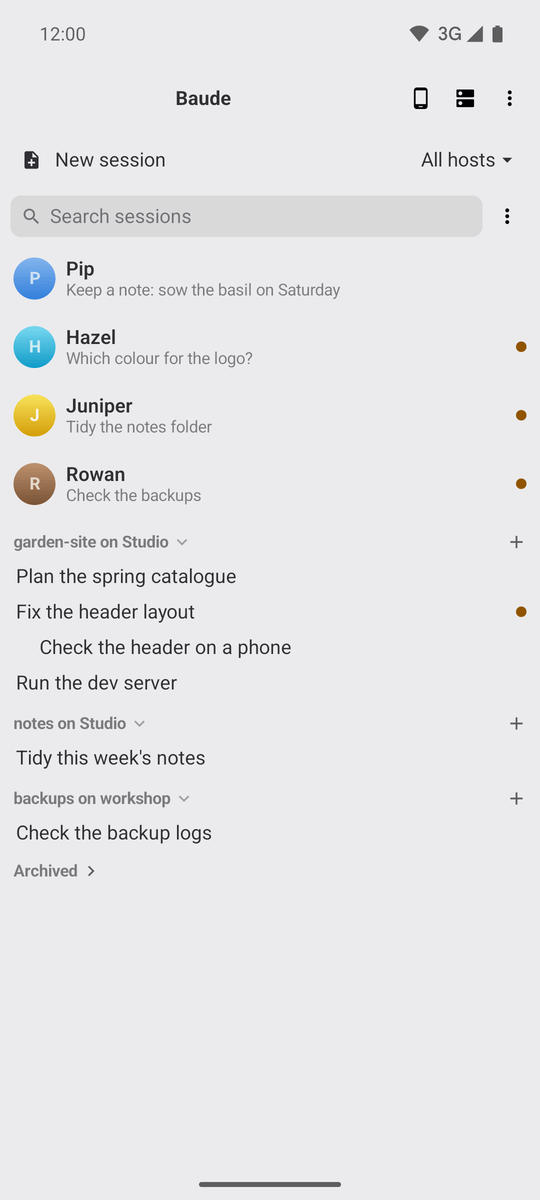 12:00
3G
Baude
New session
All hosts
Search sessions
P
Pip
Keep a note: sow the basil on Saturday
H
Hazel
Which colour for the logo?
J
Juniper
Tidy the notes folder
R
Rowan
Check the backups
garden-site on Studio
Plan the spring catalogue
Fix the header layout
Check the header on a phone
Run the dev server
notes on Studio
Tidy this week's notes
backups on workshop
Check the backup logs
Archived